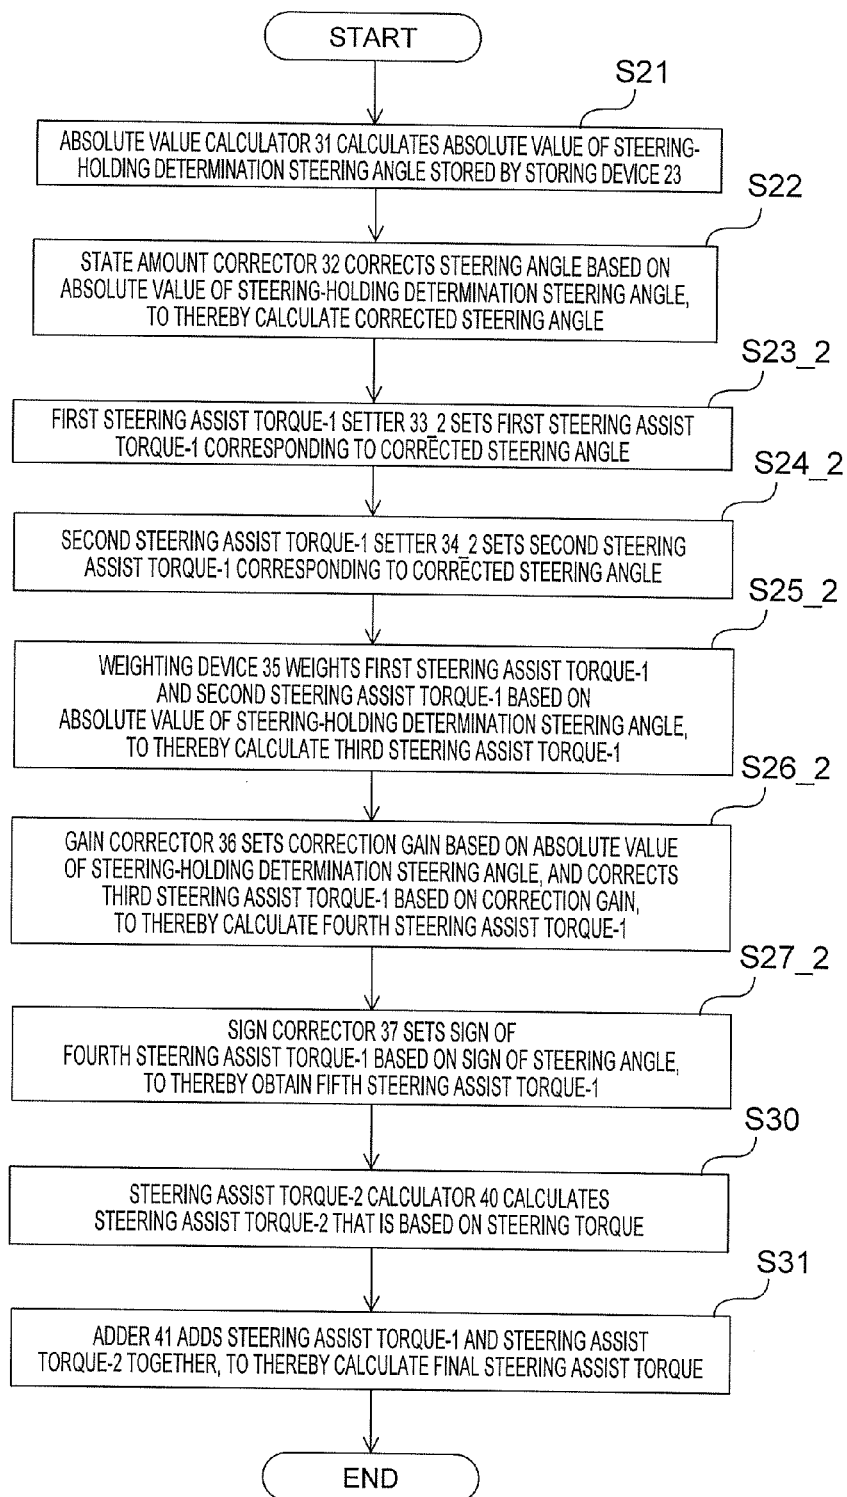 START
S21
ABSOLUTE VALUE CALCULATOR 31 CALCULATES ABSOLUTE VALUE OF STEERING-
HOLDING DETERMINATION STEERING ANGLE STORED BY STORING DEVICE 23
S22
STATE AMOUNT CORRECTOR 32 CORRECTS STEERING ANGLE BASED ON
ABSOLUTE VALUE OF STEERING-HOLDING DETERMINATION STEERING ANGLE,
TO THEREBY CALCULATE CORRECTED STEERING ANGLE
S23_2
FIRST STEERING ASSIST TORQUE-1 SETTER 33_2 SETS FIRST STEERING ASSIST
TORQUE-1 CORRESPONDING TO CORRECTED STEERING ANGLE
S24_2
SECOND STEERING ASSIST TORQUE-1 SETTER 34_2 SETS SECOND STEERING
ASSIST TORQUE-1 CORRESPONDING TO CORRECTED STEERING ANGLE
S25_2
WEIGHTING DEVICE 35 WEIGHTS FIRST STEERING ASSIST TORQUE-1
AND SECOND STEERING ASSIST TORQUE-1 BASED ON
ABSOLUTE VALUE OF STEERING-HOLDING DETERMINATION STEERING ANGLE,
TO THEREBY CALCULATE THIRD STEERING ASSIST TORQUE-1
S26_2
GAIN CORRECTOR 36 SETS CORRECTION GAIN BASED ON ABSOLUTE VALUE
OF STEERING-HOLDING DETERMINATION STEERING ANGLE, AND CORRECTS
THIRD STEERING ASSIST TORQUE-1 BASED ON CORRECTION GAIN,
TO THEREBY CALCULATE FOURTH STEERING ASSIST TORQUE-1
S27_2
SIGN CORRECTOR 37 SETS SIGN OF
FOURTH STEERING ASSIST TORQUE-1 BASED ON SIGN OF STEERING ANGLE,
TO THEREBY OBTAIN FIFTH STEERING ASSIST TORQUE-1
S30
STEERING ASSIST TORQUE-2 CALCULATOR 40 CALCULATES
STEERING ASSIST TORQUE-2 THAT IS BASED ON STEERING TORQUE
S31
ADDER 41 ADDS STEERING ASSIST TORQUE-1 AND STEERING ASSIST
TORQUE-2 TOGETHER, TO THEREBY CALCULATE FINAL STEERING ASSIST TORQUE
END